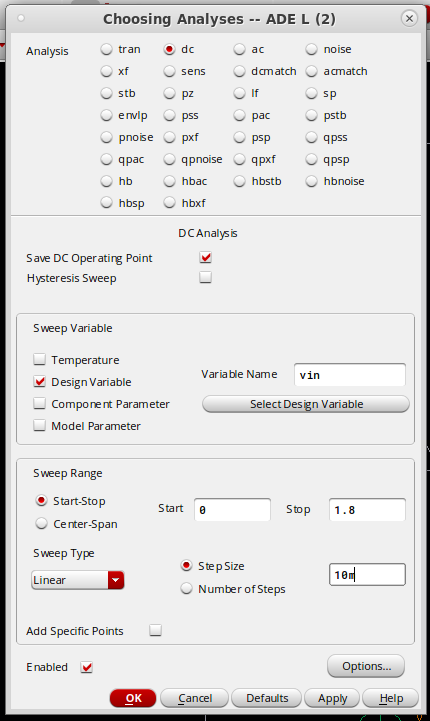 Choosing Analyses -- ADE L (2)
Analysis tran dc ac noise
xf sens dcmatch acmatch
stb pz lf sp
envlp pss pac pstb
pnoise pxf psp qpss
qpac qpnoise qpxf qpsp
hb hbac hbstb hbnoise
hbsp hbxf
DC Analysis
Save DC Operating Point
Hysteresis Sweep
Sweep Variable
Temperature
Design Variable
Component Parameter
Model Parameter
Variable Name vin
Select Design Variable
Sweep Range
Start-Stop
Center-Span
Start 0 Stop 1.8
Sweep Type
Linear
Step Size
Number of Steps
10m
Add Specific Points
Enabled Options...
OK Cancel Defaults Apply Help